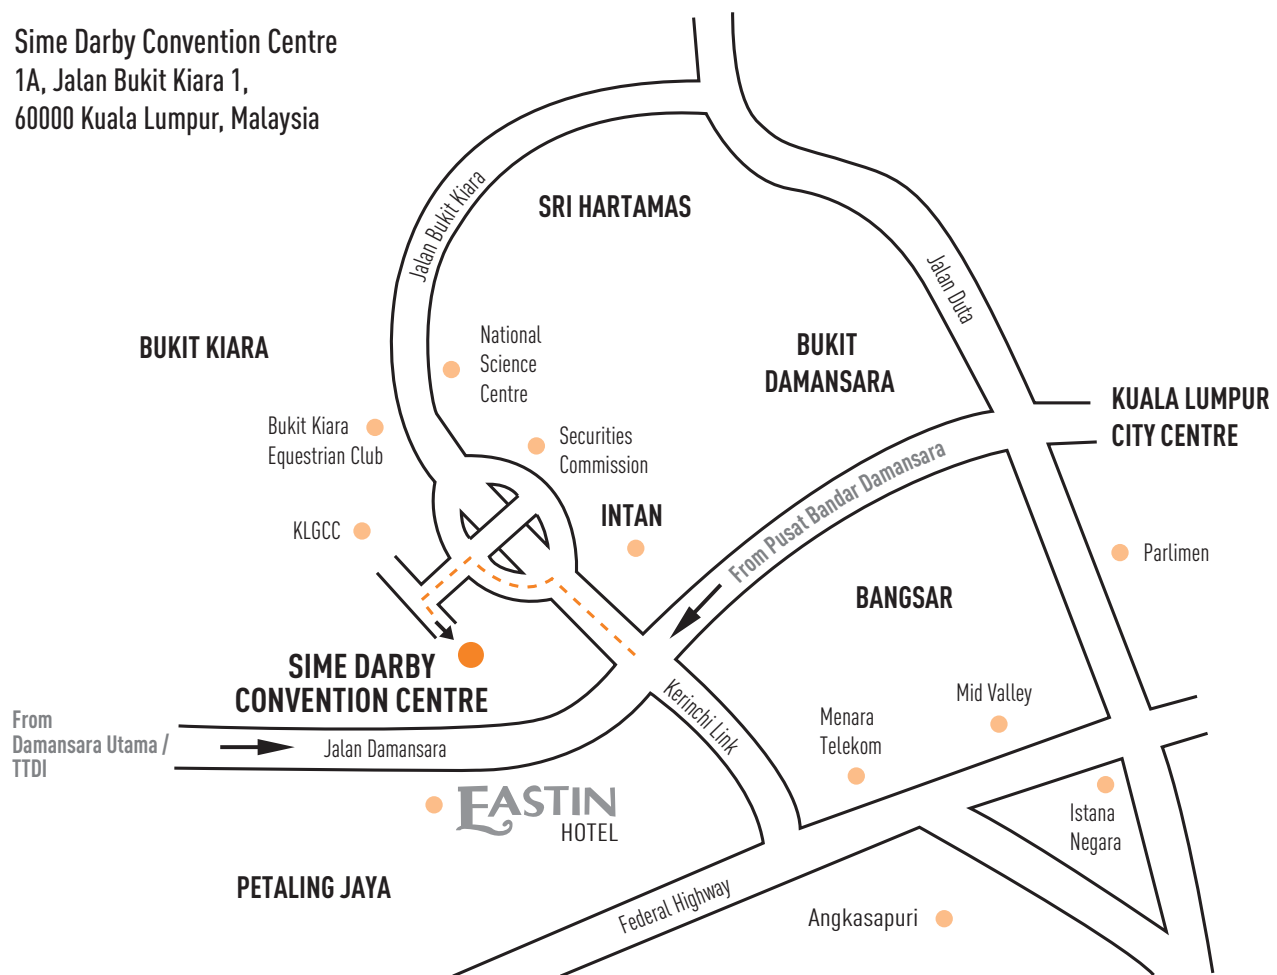 Sime Darby Convention Centre
1A, Jalan Bukit Kiara 1,
60000 Kuala Lumpur, Malaysia
Jalan Bukit Kiara
SRI HARTAMAS
Jalan Duta
BUKIT KIARA
National
Science
Centre
BUKIT
DAMANSARA
KUALA LUMPUR
CITY CENTRE
Bukit Kiara
Equestrian Club
Securities
Commission
From Pusat Bandar Damansara
INTAN
KLGCC
Parlimen
BANGSAR
SIME DARBY
CONVENTION CENTRE
Kerinchi Link
Mid Valley
Menara
Telekom
From
Damansara Utama /
TTDI
Jalan Damansara
EASTIN
HOTEL
Istana
Negara
PETALING JAYA
Federal Highway
Angkasapuri